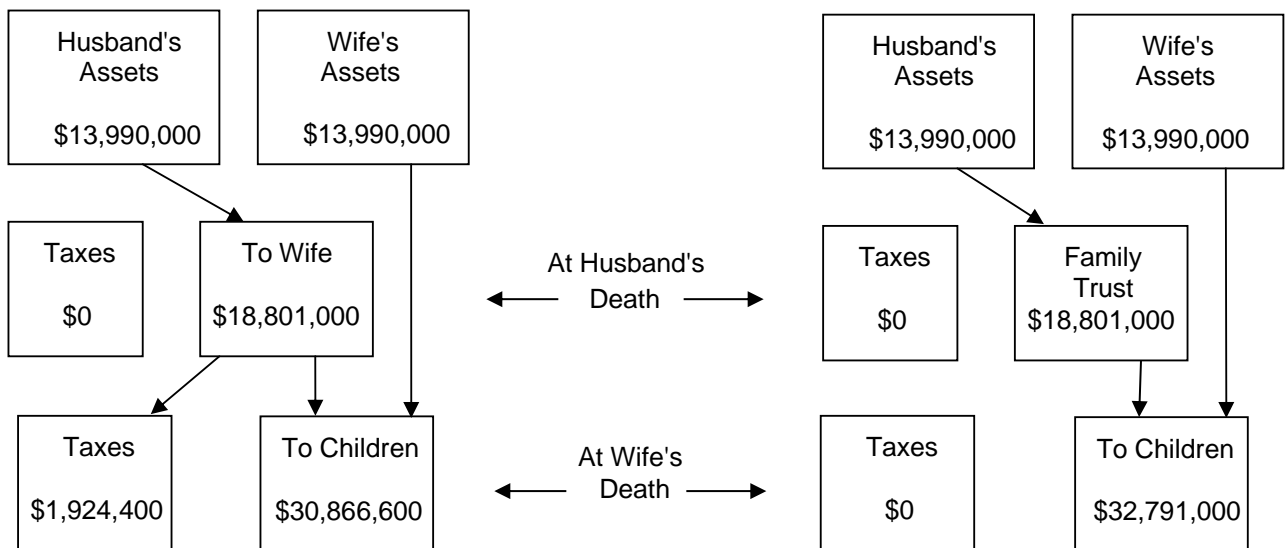 Husband's
Assets
$13,990,000
Wife's
Assets
$13,990,000
Husband's
Assets
$13,990,000
Wife's
Assets
$13,990,000
Taxes
$0
To Wife
$18,801,000
At Husband's
Death
Taxes
$0
Family
Trust
$18,801,000
Taxes
$1,924,400
To Children
$30,866,600
At Wife's
Death
Taxes
$0
To Children
$32,791,000